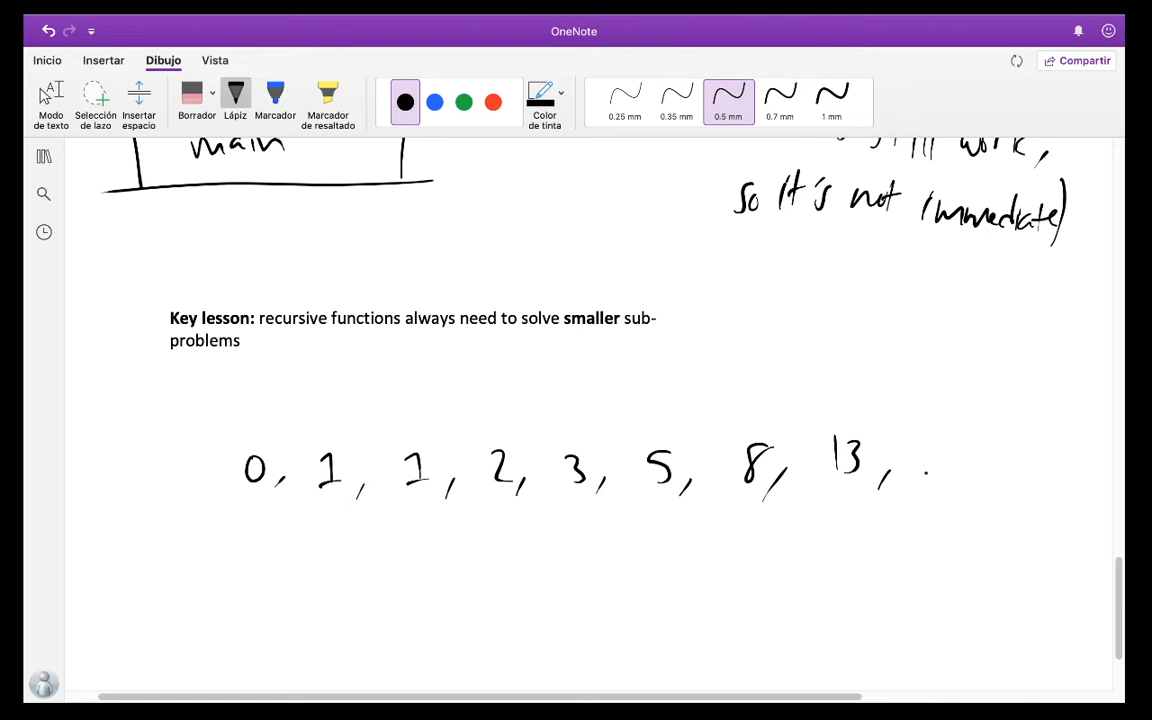 OneNote
Inicio Insertar Dibujo Vista Compartir
Modo de texto
Selección de lazo
Insertar espacio
Borrador
Lápiz
Marcador
Marcador de resaltado
Color de tinta
0.25 mm 0.35 mm 0.5 mm 0.7 mm 1 mm
main
still work,
so it's not immediate)
Key lesson: recursive functions always need to solve smaller sub-
problems
0, 1, 1, 2, 3, 5, 8, 13, .